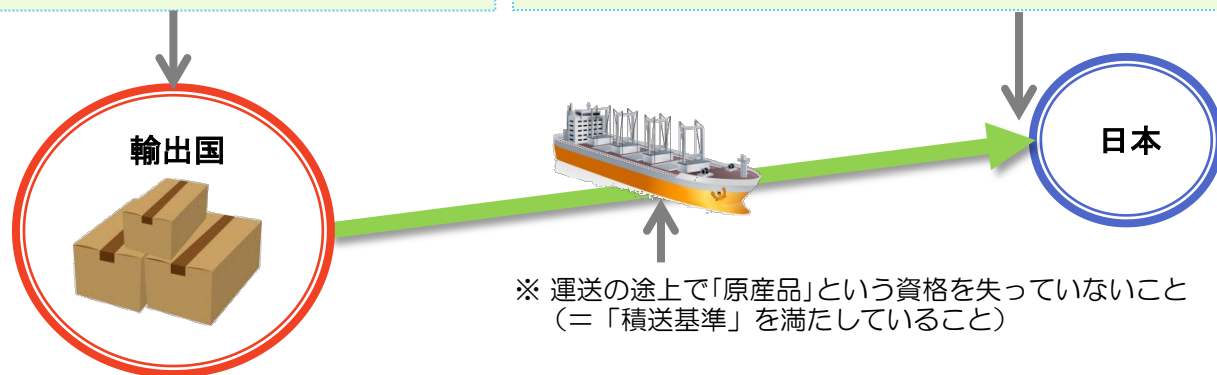 輸出国
日本
※ 運送の途上で「原産品」という資格を失っていないこと
（＝「積送基準」を満たしていること）